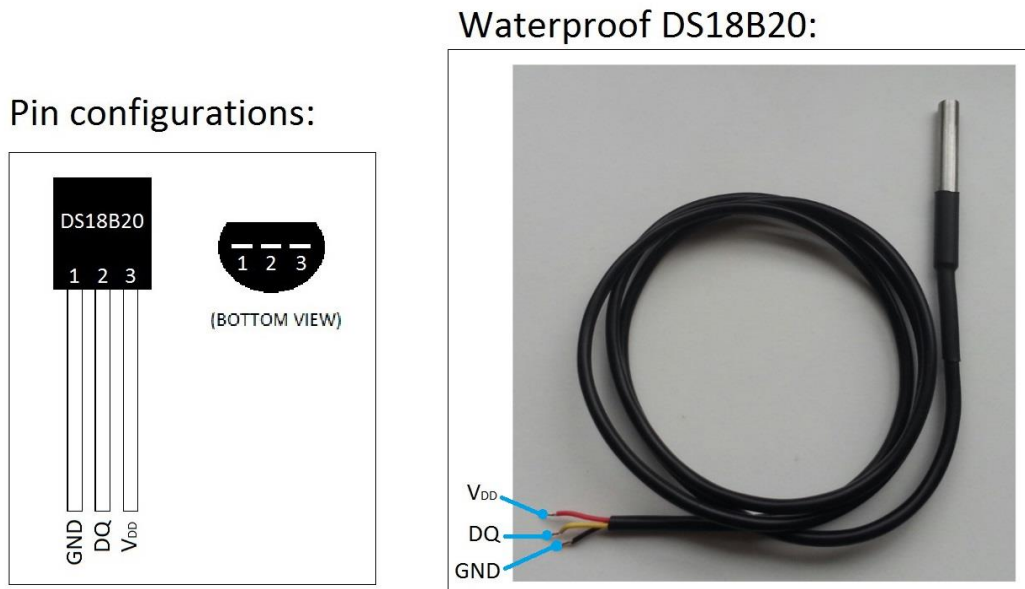 Waterproof DS18B20:
Pin configurations:
DS18B20
1 2 3
1 2 3
(BOTTOM VIEW)
GND
DQ
VDD
VDD
DQ
GND